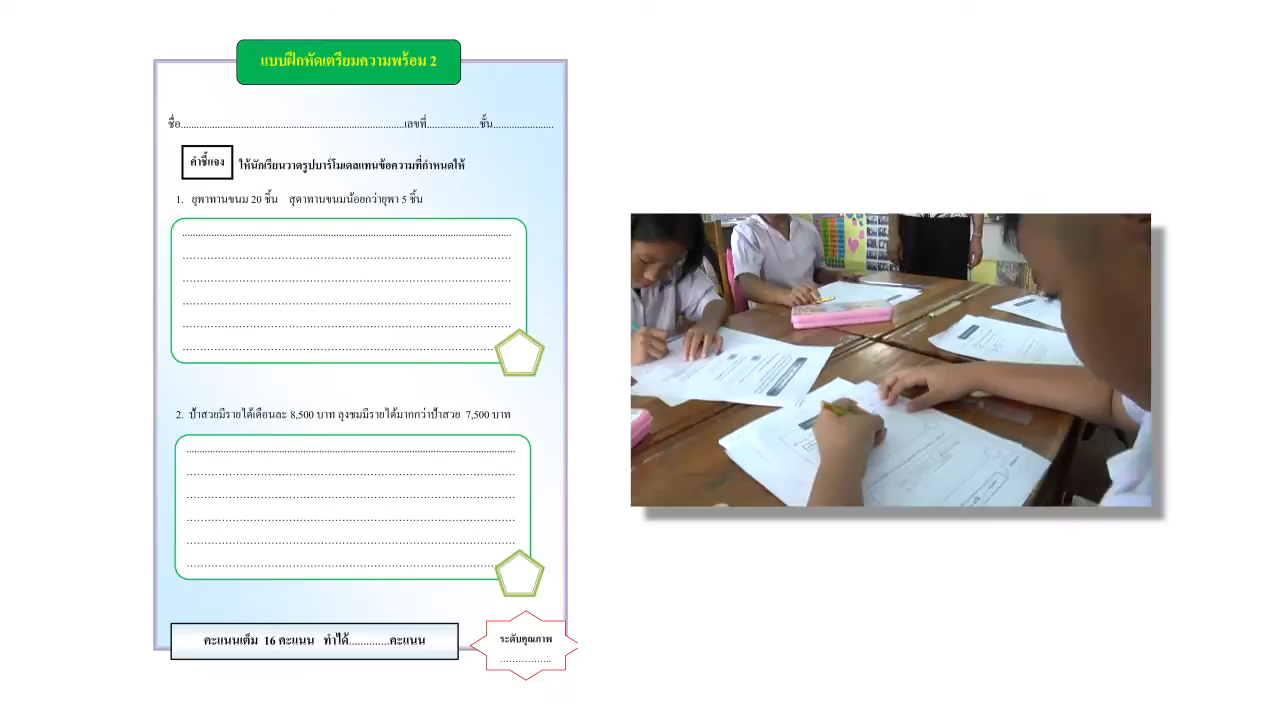 แบบฝึกหัดเตรียมความพร้อม 2
ชื่อ................................................................................เลขที่...................ชั้น......................
คำชี้แจง ให้นักเรียนวาดรูปบาร์โมเดลแทนข้อความที่กำหนดให้
1. ยุพาทานขนม 20 ชิ้น สุดาทานขนมน้อยกว่ายุพา 5 ชิ้น
2. ป้าสวยมีรายได้เดือนละ 8,500 บาท ลุงชมมีรายได้มากกว่าป้าสวย 7,500 บาท
คะแนนเต็ม 16 คะแนน ทำได้..............คะแนน
ระดับคุณภาพ
.................